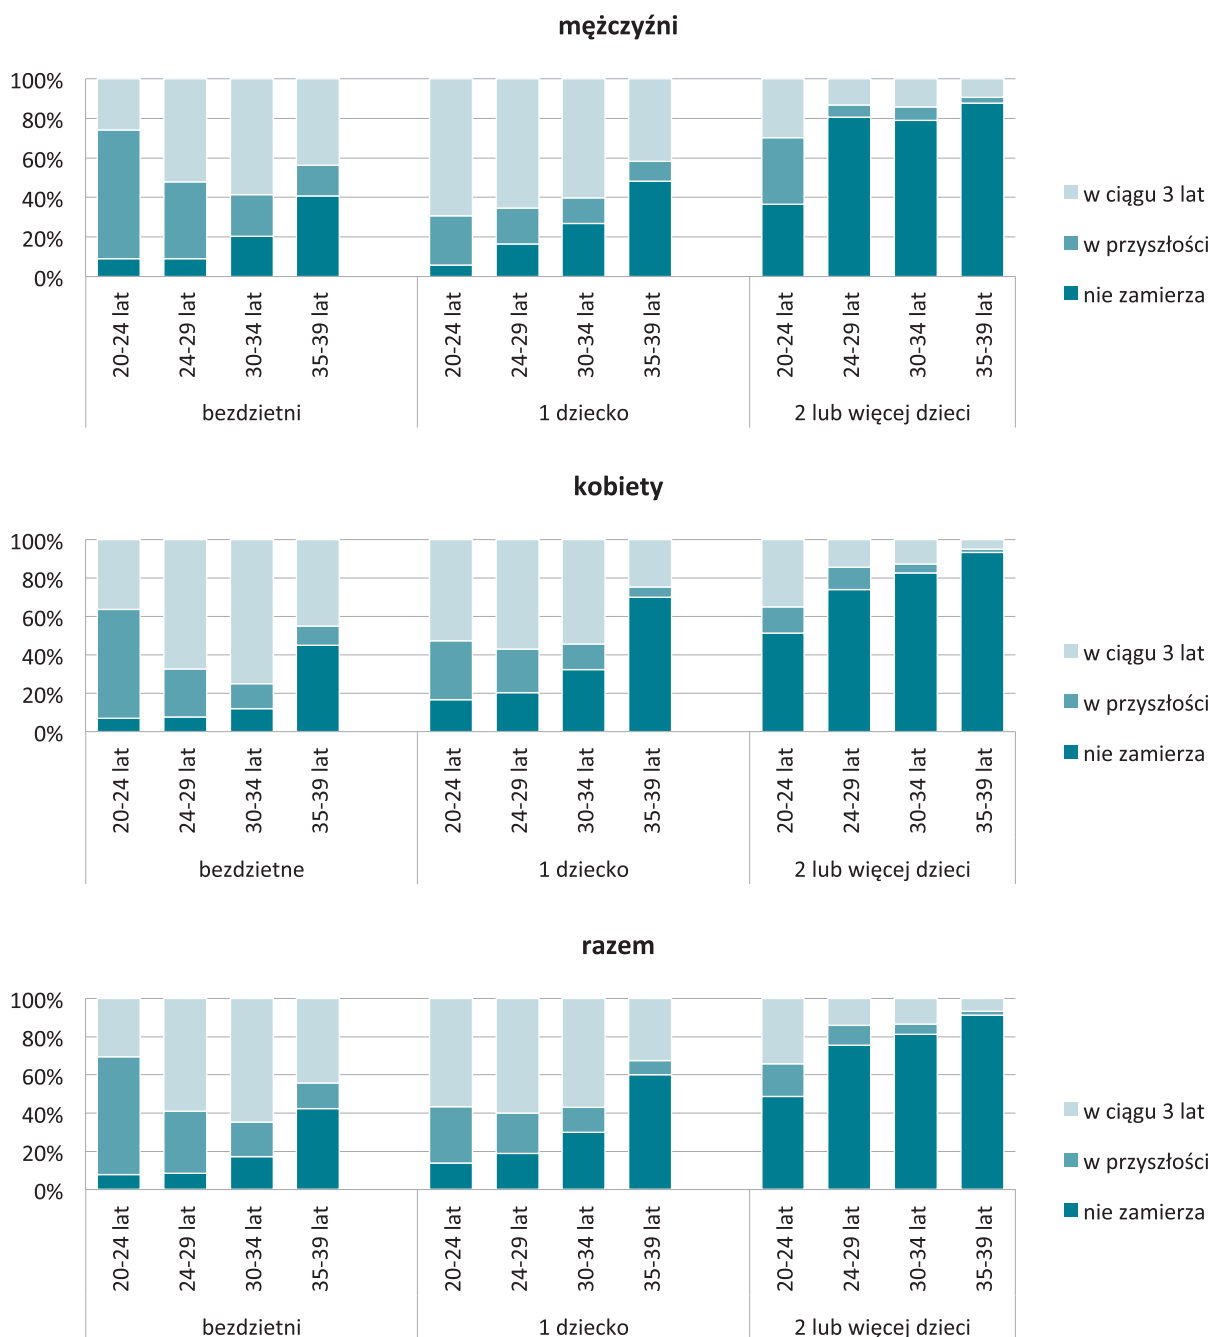 mężczyźni
100%
80%
60%
40%
20%
0%
20-24 lat
24-29 lat
30-34 lat
35-39 lat
20-24 lat
24-29 lat
30-34 lat
35-39 lat
20-24 lat
24-29 lat
30-34 lat
35-39 lat
bezdzietni
1 dziecko
2 lub więcej dzieci
w ciągu 3 lat
w przyszłości
nie zamierza
kobiety
100%
80%
60%
40%
20%
0%
20-24 lat
24-29 lat
30-34 lat
35-39 lat
20-24 lat
24-29 lat
30-34 lat
35-39 lat
20-24 lat
24-29 lat
30-34 lat
35-39 lat
bezdzietne
1 dziecko
2 lub więcej dzieci
w ciągu 3 lat
w przyszłości
nie zamierza
razem
100%
80%
60%
40%
20%
0%
20-24 lat
24-29 lat
30-34 lat
35-39 lat
20-24 lat
24-29 lat
30-34 lat
35-39 lat
20-24 lat
24-29 lat
30-34 lat
35-39 lat
bezdzietni
1 dziecko
2 lub więcej dzieci
w ciągu 3 lat
w przyszłości
nie zamierza